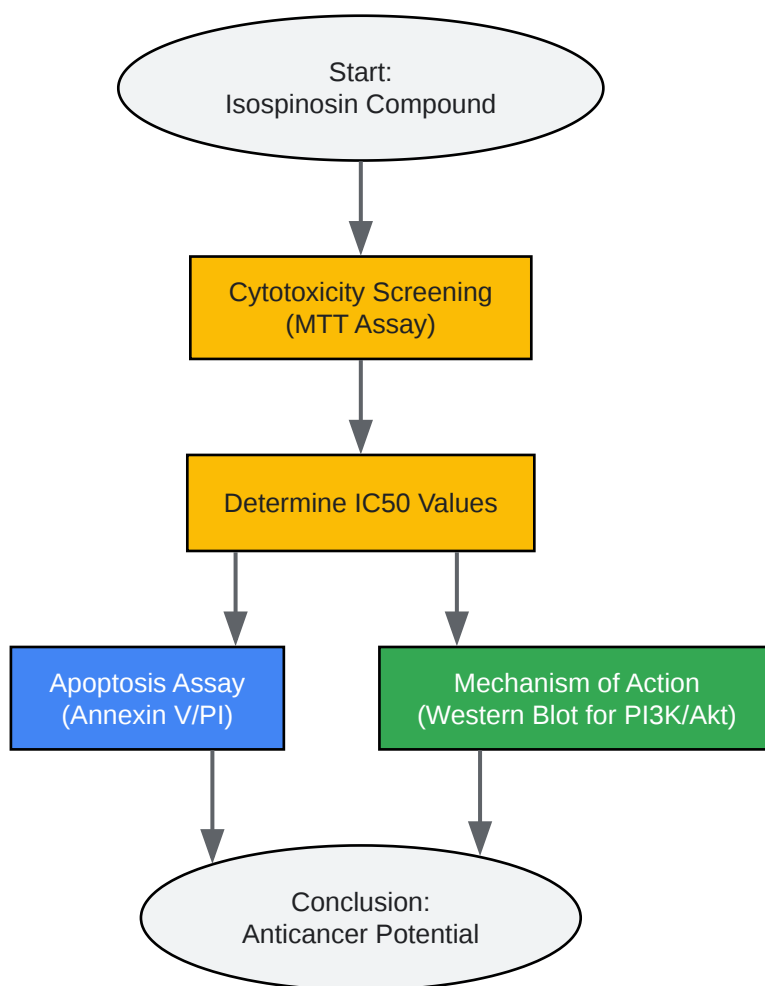 Start:
Isospinosin Compound
Cytotoxicity Screening
(MTT Assay)
Determine IC50 Values
Apoptosis Assay
(Annexin V/PI)
Mechanism of Action
(Western Blot for PI3K/Akt)
Conclusion:
Anticancer Potential